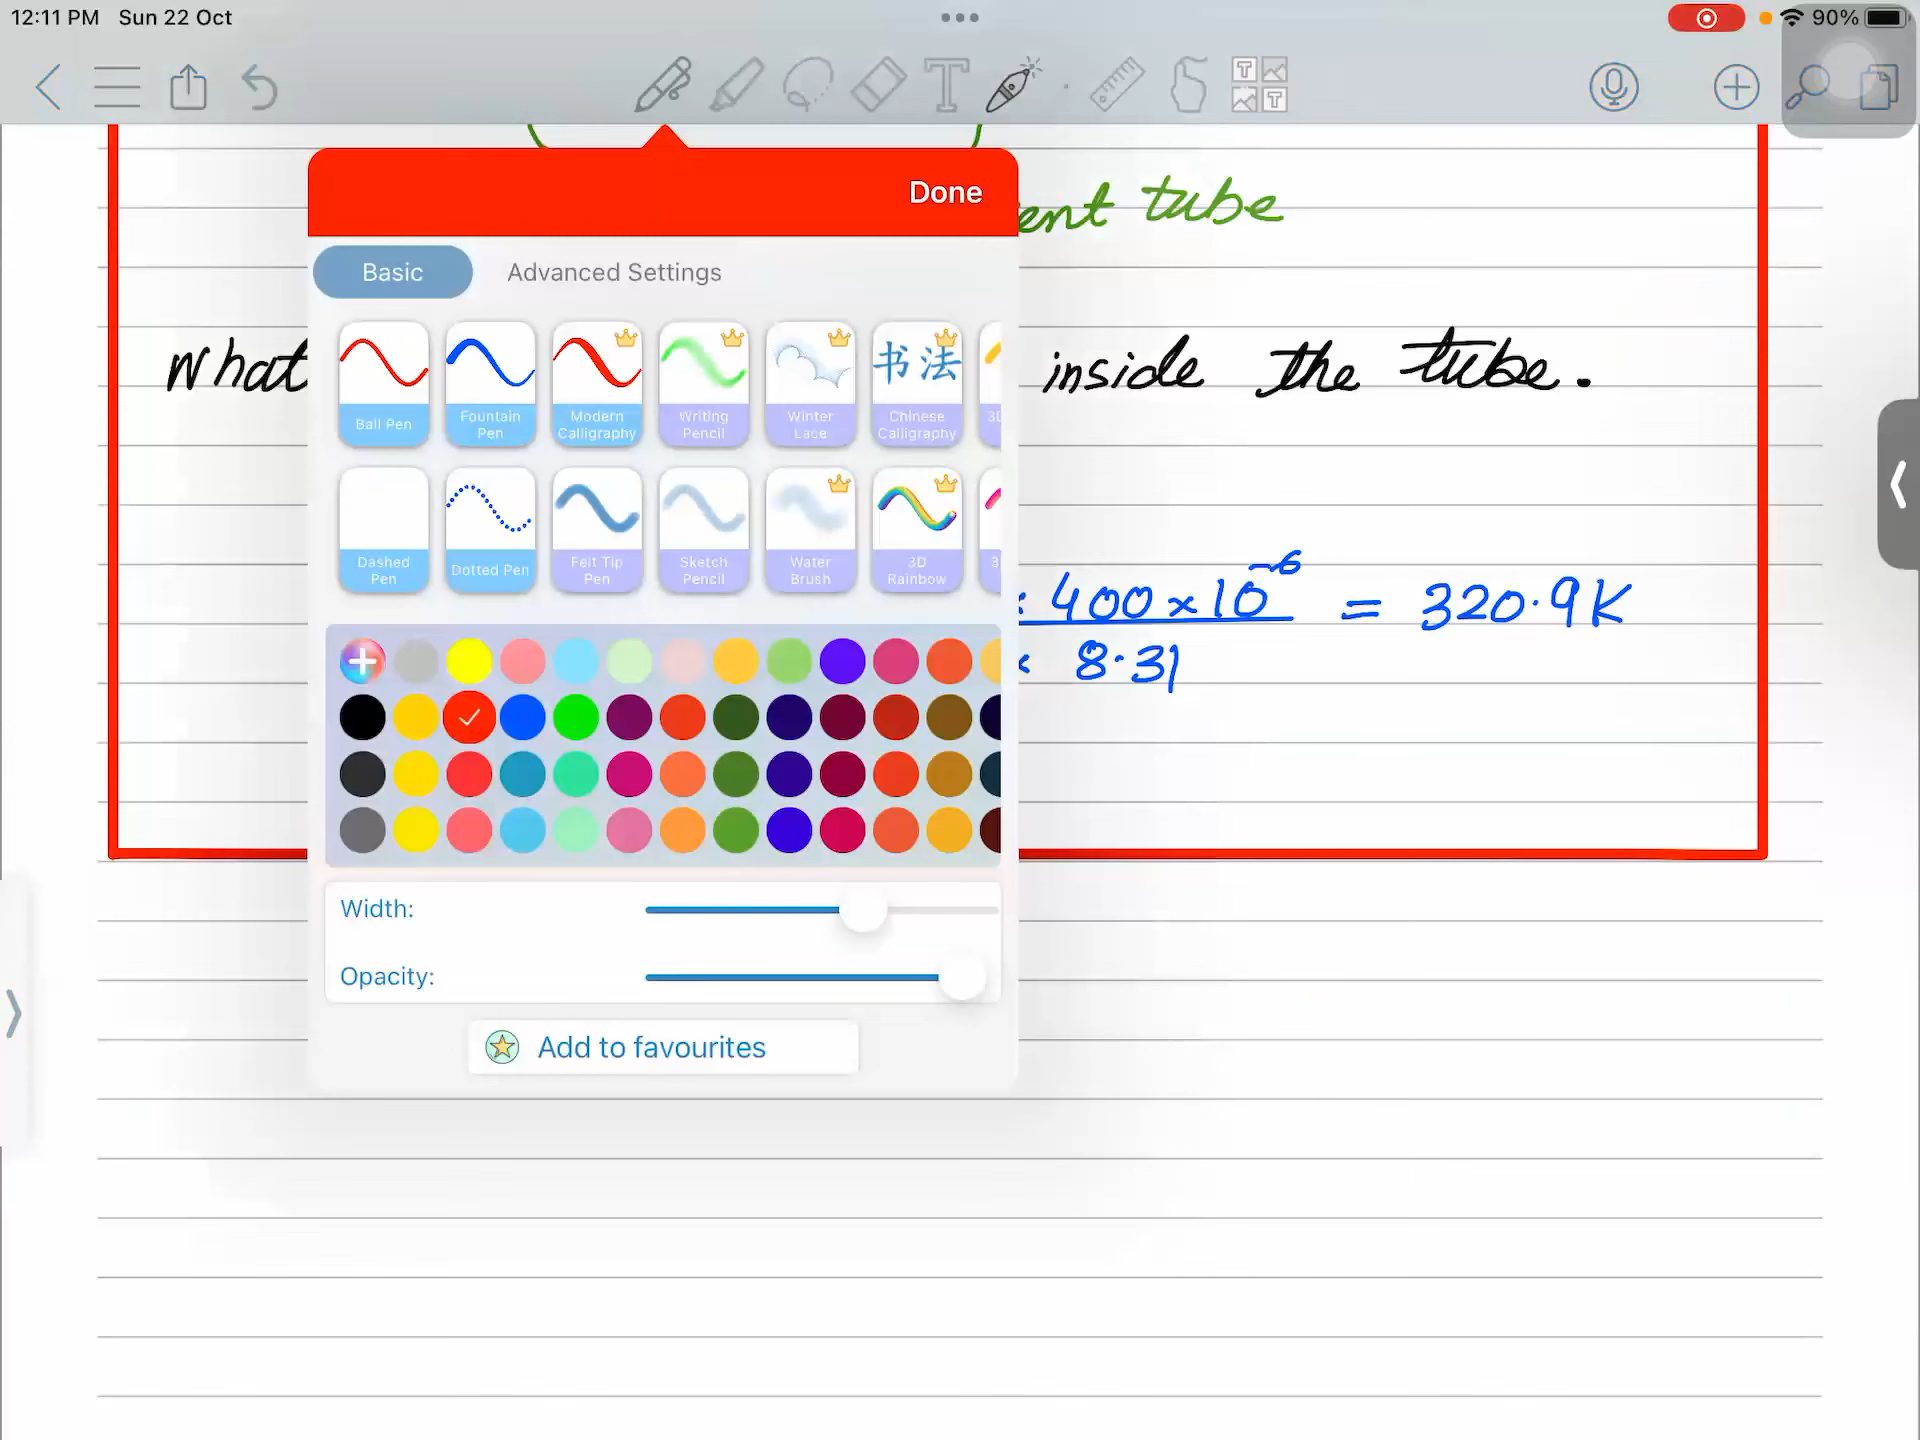 12:11 PM Sun 22 Oct
90%
Done
ent tube
Basic Advanced Settings
What inside the tube.
Ball Pen
Fountain Pen
Modern Calligraphy
Writing Pencil
Winter Lace
书法
Chinese Calligraphy
3D
Dashed Pen
Dotted Pen
Felt Tip Pen
Sketch Pencil
Water Brush
3D Rainbow
3
× 400 × 10⁻⁶ = 320.9K
× 8.31
Width:
Opacity:
Add to favourites